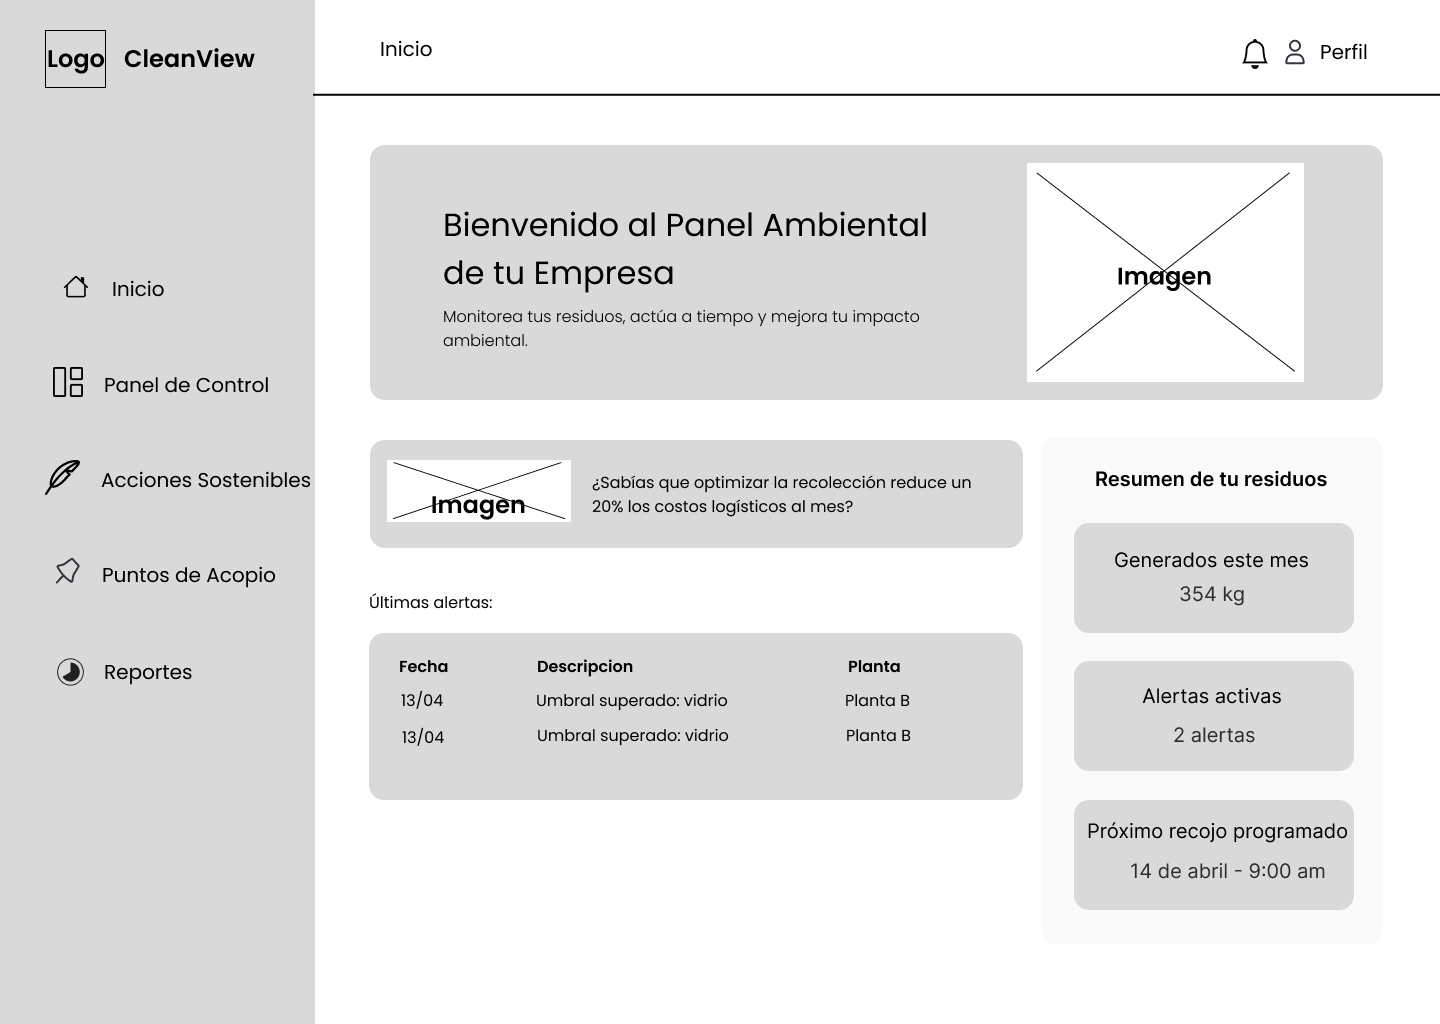 Logo CleanView
Inicio
Panel de Control
Acciones Sostenibles
Puntos de Acopio
Reportes
Inicio
Perfil
Bienvenido al Panel Ambiental
de tu Empresa
Monitorea tus residuos, actúa a tiempo y mejora tu impacto
ambiental.
Imagen
Imagen
¿Sabías que optimizar la recolección reduce un
20% los costos logísticos al mes?
Últimas alertas:
Fecha Descripcion Planta
13/04 Umbral superado: vidrio Planta B
13/04 Umbral superado: vidrio Planta B
Resumen de tu residuos
Generados este mes
354 kg
Alertas activas
2 alertas
Próximo recojo programado
14 de abril - 9:00 am